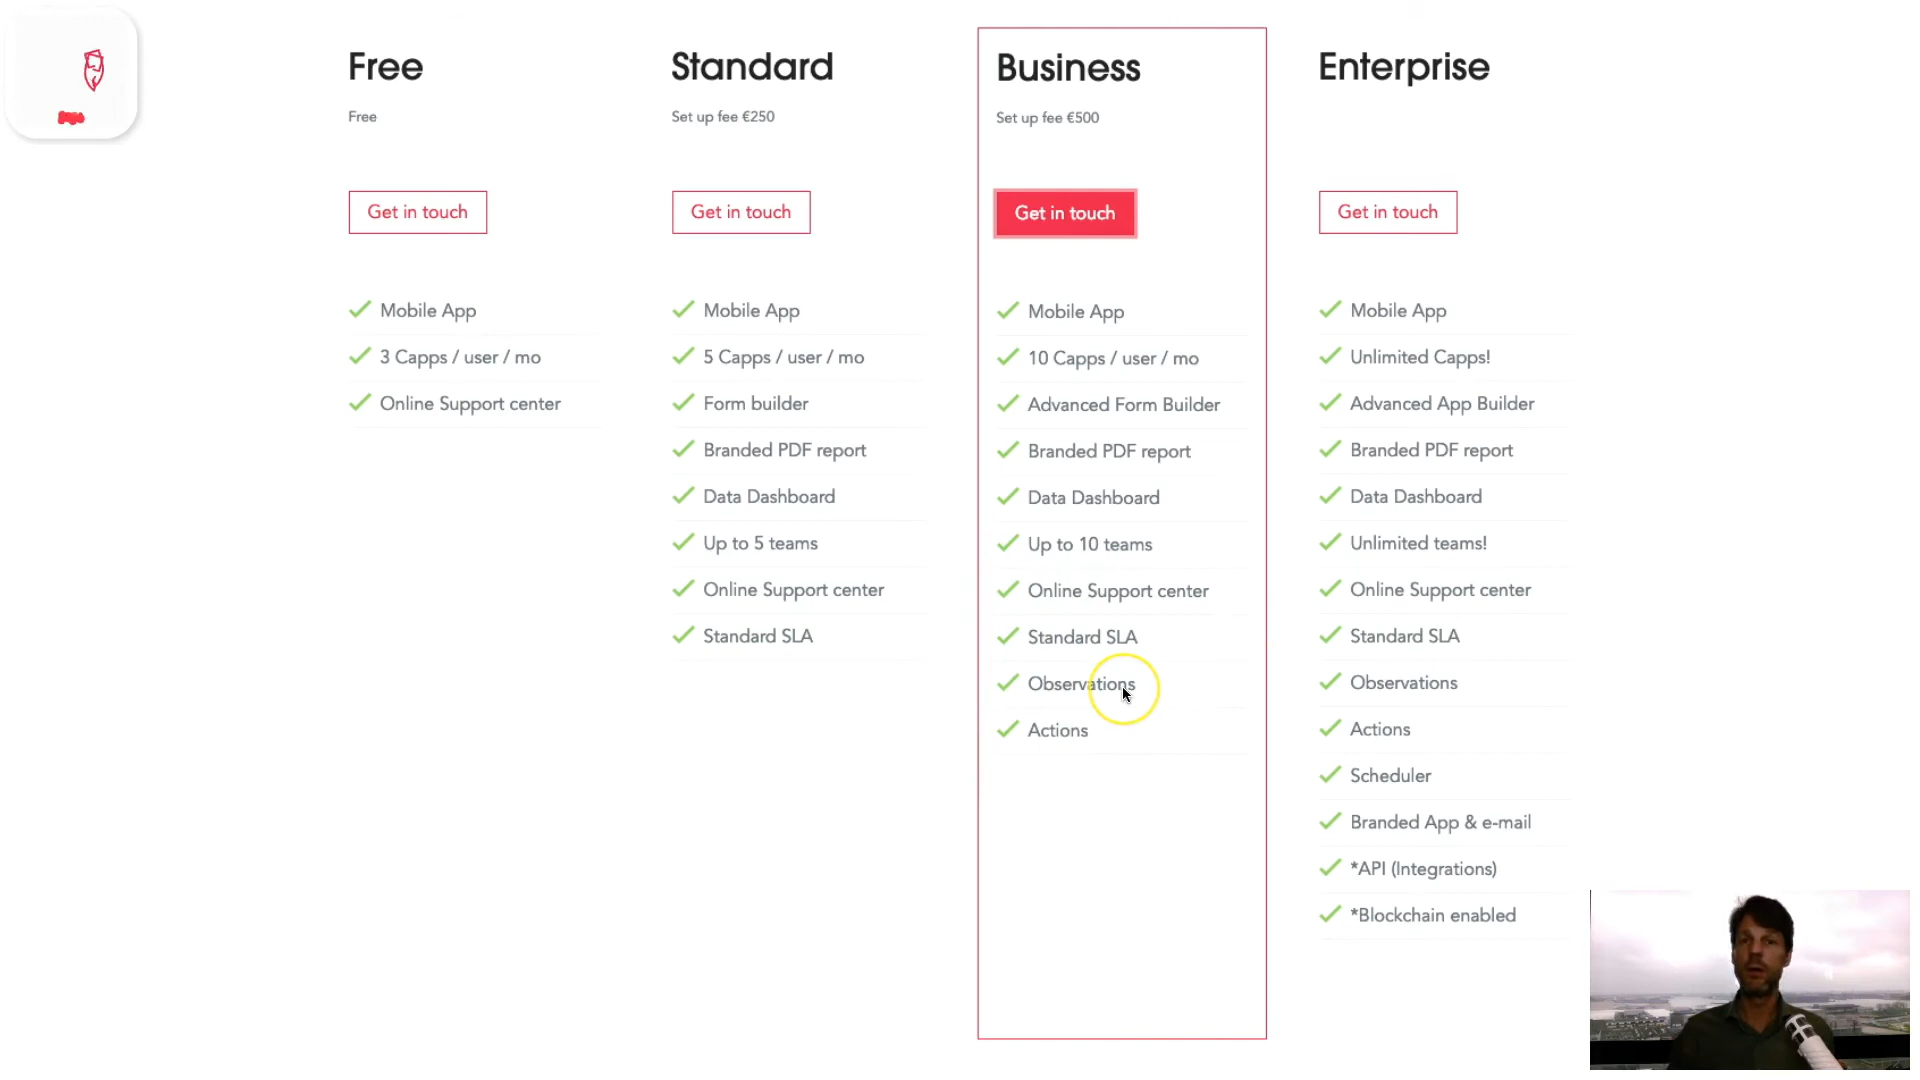 Free
Free
Get in touch
Mobile App
3 Capps / user / mo
Online Support center
Standard
Set up fee €250
Get in touch
Mobile App
5 Capps / user / mo
Form builder
Branded PDF report
Data Dashboard
Up to 5 teams
Online Support center
Standard SLA
Business
Set up fee €500
Get in touch
Mobile App
10 Capps / user / mo
Advanced Form Builder
Branded PDF report
Data Dashboard
Up to 10 teams
Online Support center
Standard SLA
Observations
Actions
Enterprise
Get in touch
Mobile App
Unlimited Capps!
Advanced App Builder
Branded PDF report
Data Dashboard
Unlimited teams!
Online Support center
Standard SLA
Observations
Actions
Scheduler
Branded App & e-mail
*API (Integrations)
*Blockchain enabled